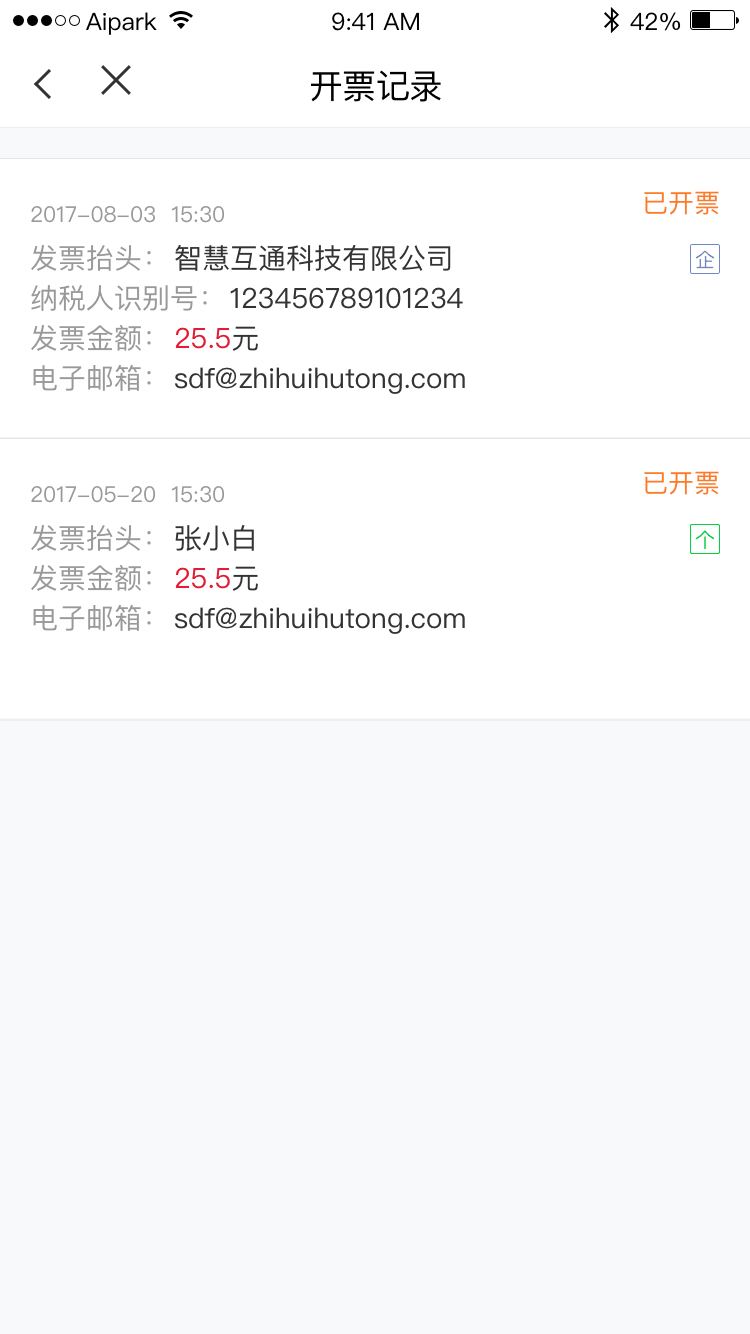 Aipark 9:41 AM 42%
开票记录
2017-08-03 15:30 已开票
发票抬头: 智慧互通科技有限公司 企
纳税人识别号: 123456789101234
发票金额: 25.5元
电子邮箱: sdf@zhihuihutong.com
2017-05-20 15:30 已开票
发票抬头: 张小白 个
发票金额: 25.5元
电子邮箱: sdf@zhihuihutong.com